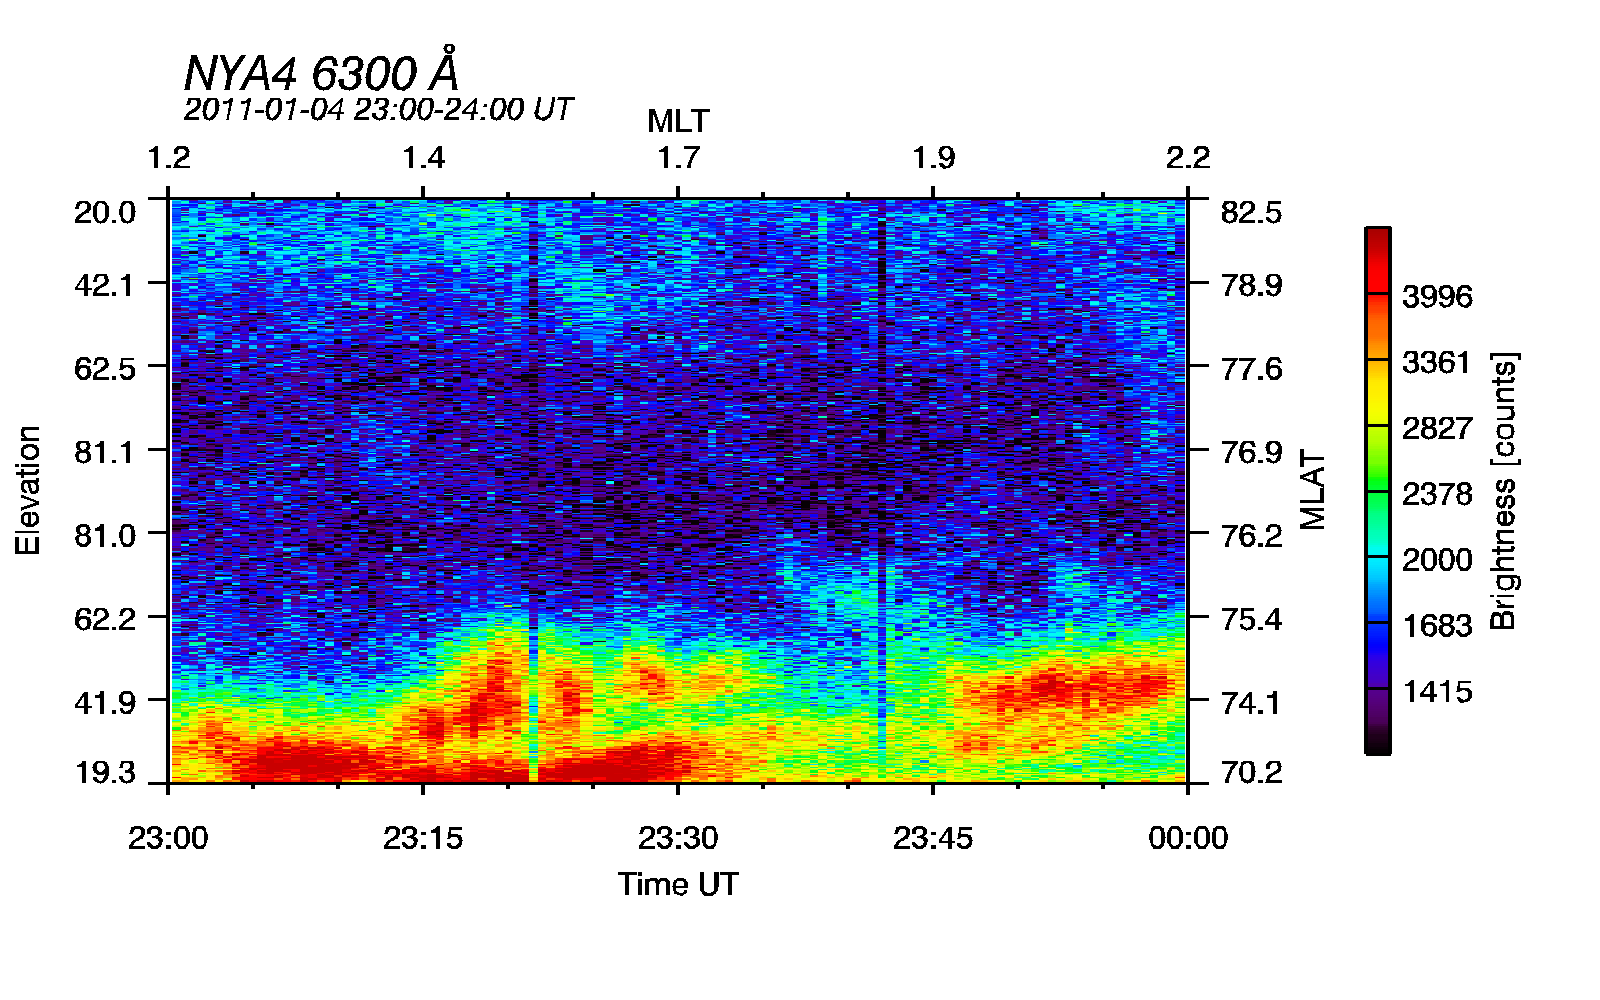 NYA4 6300 Å
2011-01-04 23:00-24:00 UT
MLT
1.2 1.4 1.7 1.9 2.2
20.0
42.1
62.5
81.1
81.0
62.2
41.9
19.3
Elevation
82.5
78.9
77.6
76.9
76.2
75.4
74.1
70.2
MLAT
3996
3361
2827
2378
2000
1683
1415
Brightness [counts]
23:00 23:15 23:30 23:45 00:00
Time UT